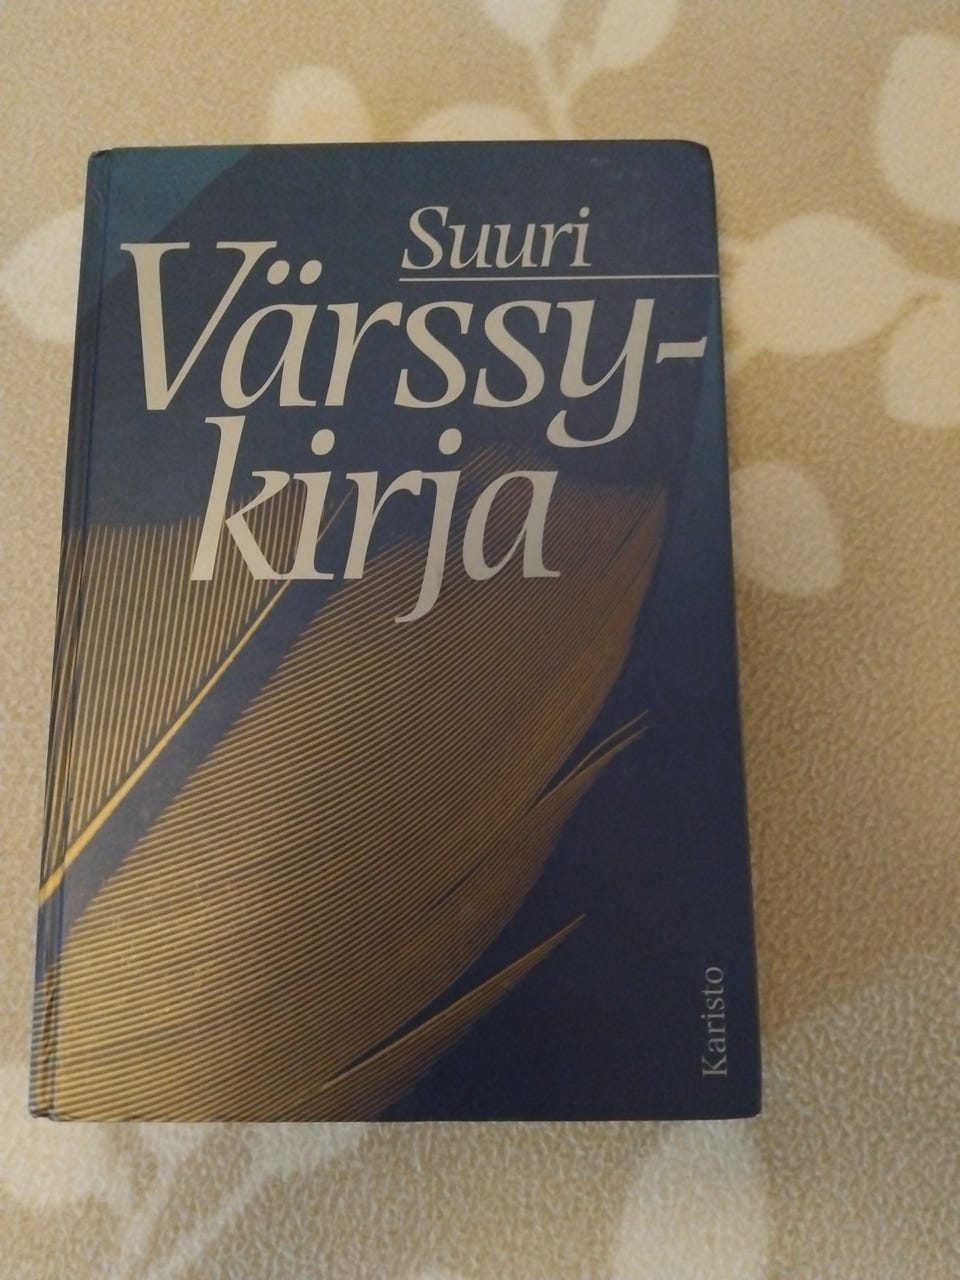 Suuri
Värssy-
kirja
Karisto